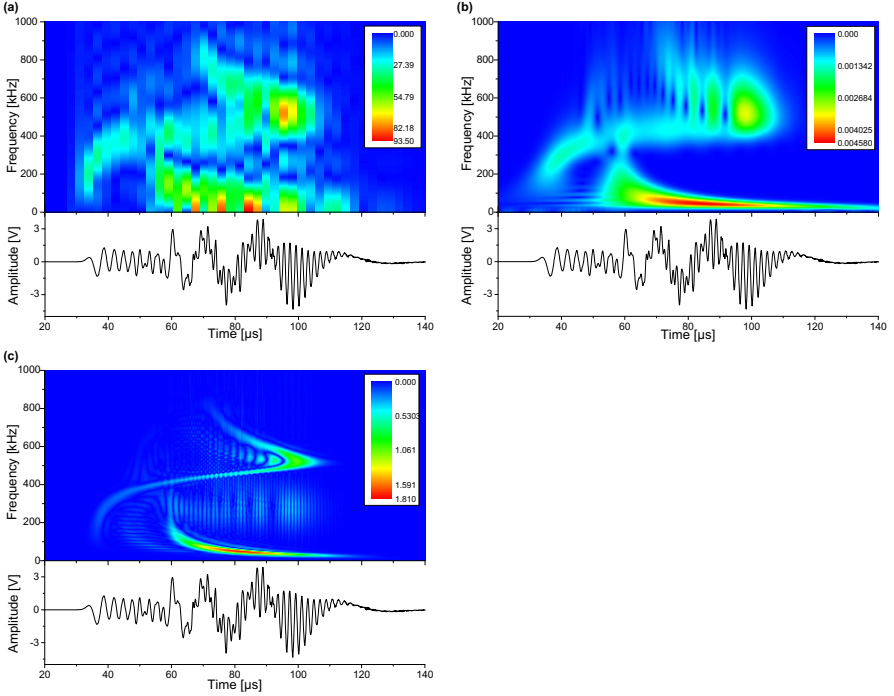 (a)
1000
800
600
400
200
0
Frequency [kHz]
0.000
27.39
54.79
82.18
93.50
3
0
-3
Amplitude [V]
20 40 60 80 100 120 140
Time [µs]
(b)
1000
800
600
400
200
0
Frequency [kHz]
0.000
0.001342
0.002684
0.004025
0.004580
3
0
-3
Amplitude [V]
20 40 60 80 100 120 140
Time [µs]
(c)
1000
800
600
400
200
0
Frequency [kHz]
0.000
0.5303
1.061
1.591
1.810
3
0
-3
Amplitude [V]
20 40 60 80 100 120 140
Time [µs]